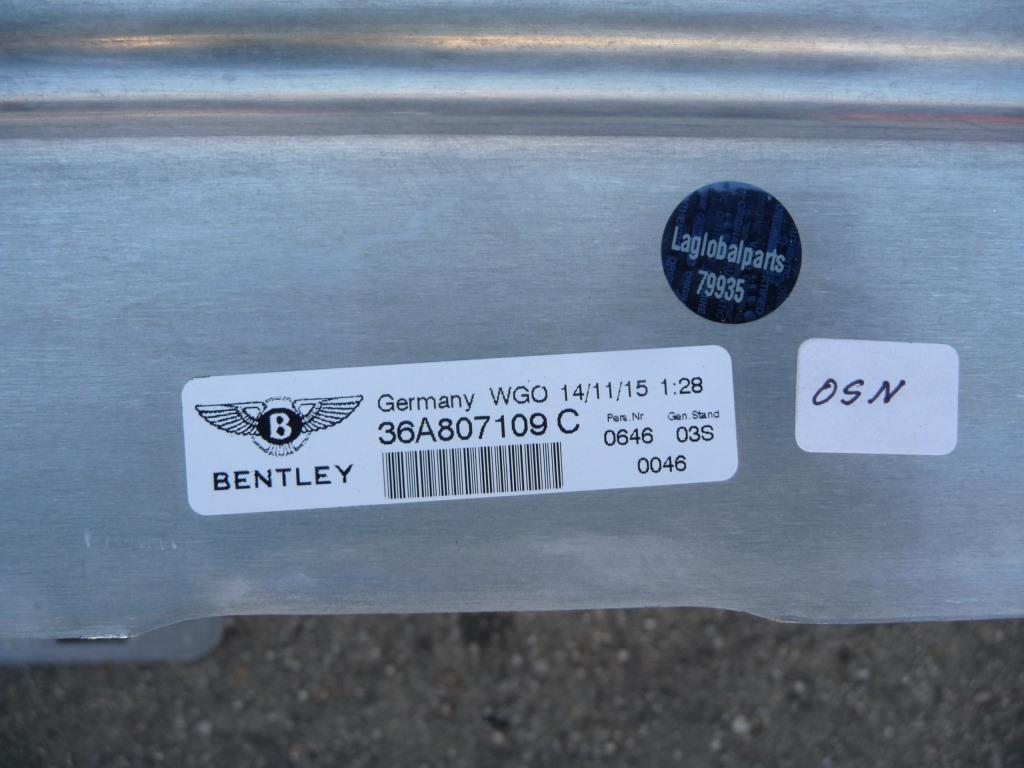 Laglobalparts
79935
OSN
Germany WGO 14/11/15 1:28
36A807109 C
Pers.Nr Gen.Stand
0646 03S
0046
B
BENTLEY